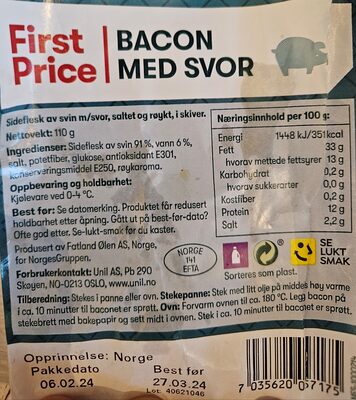 First
Price
BACON
MED SVOR
Sideflesk av svin m/svor, saltet og røykt, i skiver.
Nettovekt: 110 g
Ingredienser: Sideflesk av svin 91 %, vann 6 %,
salt, potetfiber, glukose, antioksidant E301,
konserveringsmiddel E250, røykaroma.
Oppbevaring og holdbarhet:
Kjølevare ved 0-4 °C.
Best før: Se datomerking. Produktet får redusert
holdbarhet etter åpning. Gått ut på best-før-dato?
Ofte god etter. Se-lukt-smak før du kaster.
Produsert av Fatland Ølen AS, Norge,
for NorgesGruppen.
Forbrukerkontakt: Unil AS, Pb 290
Skøyen, NO-0213 OSLO, www.unil.no
Næringsinnhold per 100 g:
Energi 1448 kJ/351kcal
Fett 33 g
hvorav mettede fettsyrer 13 g
Karbohydrat 0,2 g
hvorav sukkerarter 0,0 g
Kostfiber 0,2 g
Protein 12 g
Salt 2,2 g
NORGE
141
EFTA
SE
LUKT
SMAK
Sorteres som plast.
Tilberedning: Stekes i panne eller ovn. Stekepanne: Stek med litt olje på middels høy varme
i ca. 10 minutter til baconet er sprøtt. Ovn: Forvarm ovnen til ca. 180 °C. Legg bacon på
stekebrett med bakepapir og sett midt i ovnen. Stek i ca. 10 minutter til baconet er sprøtt.
Opprinnelse: Norge
Pakkedato Best før
06.02.24 27.03.24
Lot: 40621046
7 035620 007175